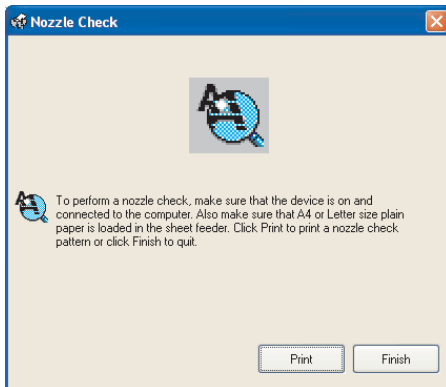 Nozzle Check
To perform a nozzle check, make sure that the device is on and
connected to the computer. Also make sure that A4 or Letter size plain
paper is loaded in the sheet feeder. Click Print to print a nozzle check
pattern or click Finish to quit.
Print
Finish